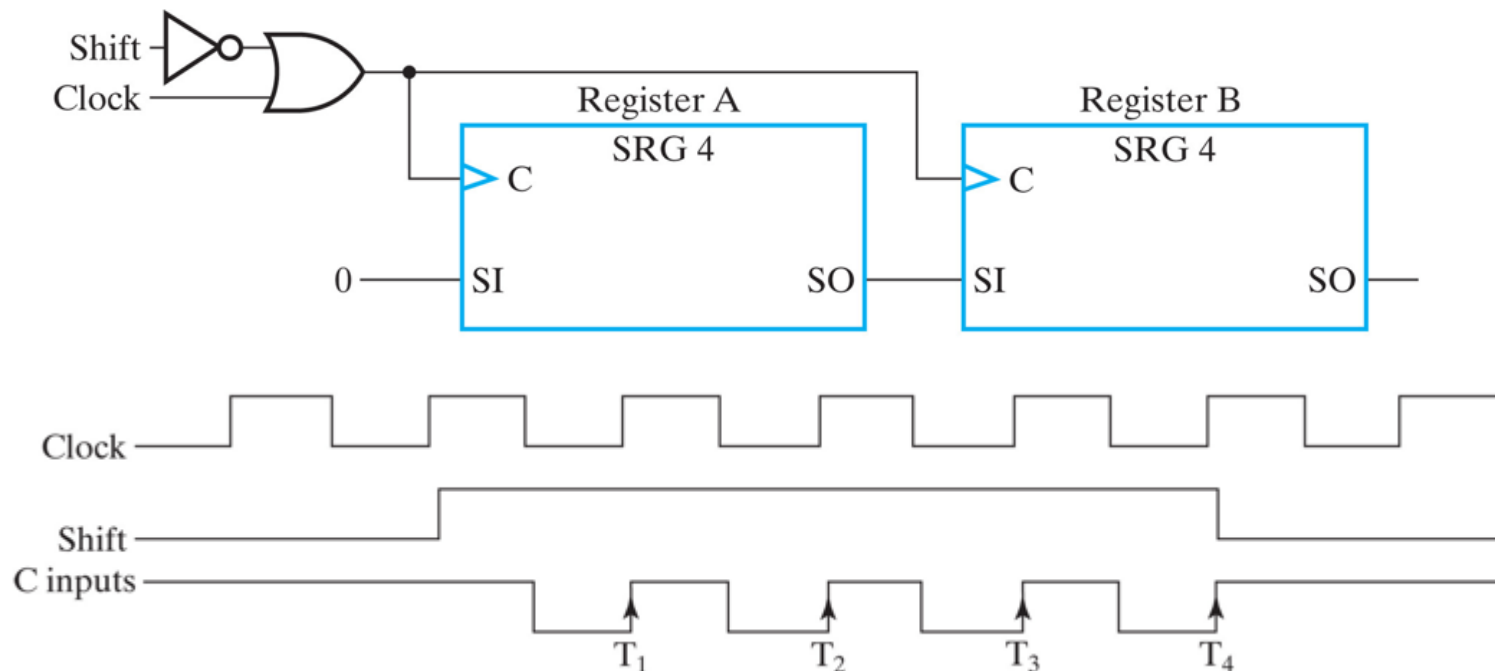 Shift
Clock
Register A
SRG 4
C
0
SI
SO
Register B
SRG 4
C
SI
SO
Clock
Shift
C inputs
T₁ T₂ T₃ T₄